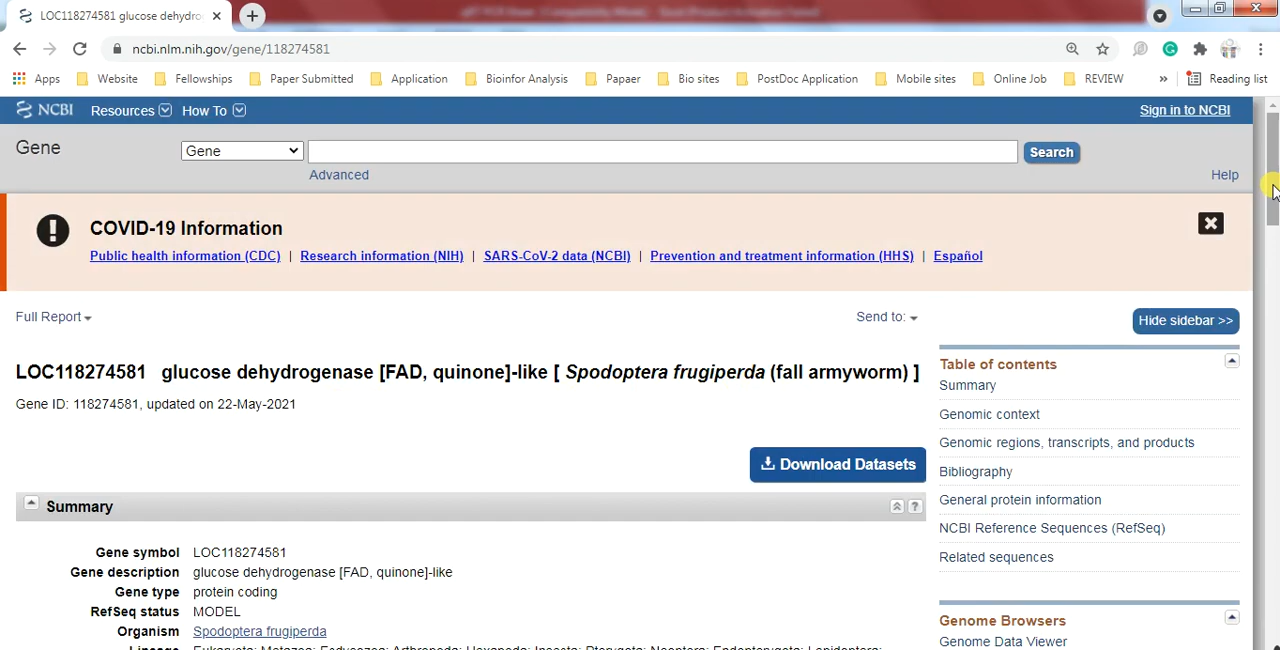 LOC118274581 glucose dehydro
ncbi.nlm.nih.gov/gene/118274581
Apps Website Fellowships Paper Submitted Application Bioinfor Analysis Papaer Bio sites PostDoc Application Mobile sites Online Job REVIEW » Reading list
NCBI Resources How To Sign in to NCBI
Gene Gene Search
Advanced Help
COVID-19 Information
Public health information (CDC) | Research information (NIH) | SARS-CoV-2 data (NCBI) | Prevention and treatment information (HHS) | Español
Full Report Send to: Hide sidebar >>
LOC118274581 glucose dehydrogenase [FAD, quinone]-like [ Spodoptera frugiperda (fall armyworm) ]
Gene ID: 118274581, updated on 22-May-2021
Download Datasets
Summary
Gene symbol LOC118274581
Gene description glucose dehydrogenase [FAD, quinone]-like
Gene type protein coding
RefSeq status MODEL
Organism Spodoptera frugiperda
Table of contents
Summary
Genomic context
Genomic regions, transcripts, and products
Bibliography
General protein information
NCBI Reference Sequences (RefSeq)
Related sequences
Genome Browsers
Genome Data Viewer